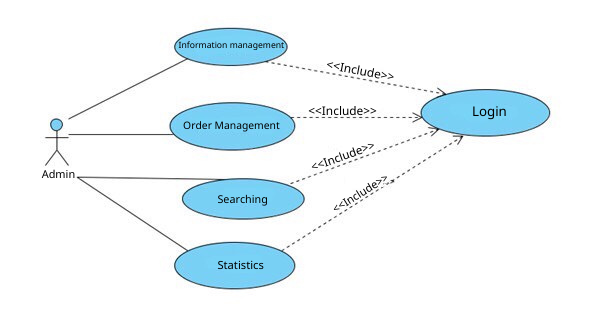 Information management
<<Include>>
Order Management
<<Include>>
Login
Admin
<<Include>>
Searching
<<Include>>
Statistics